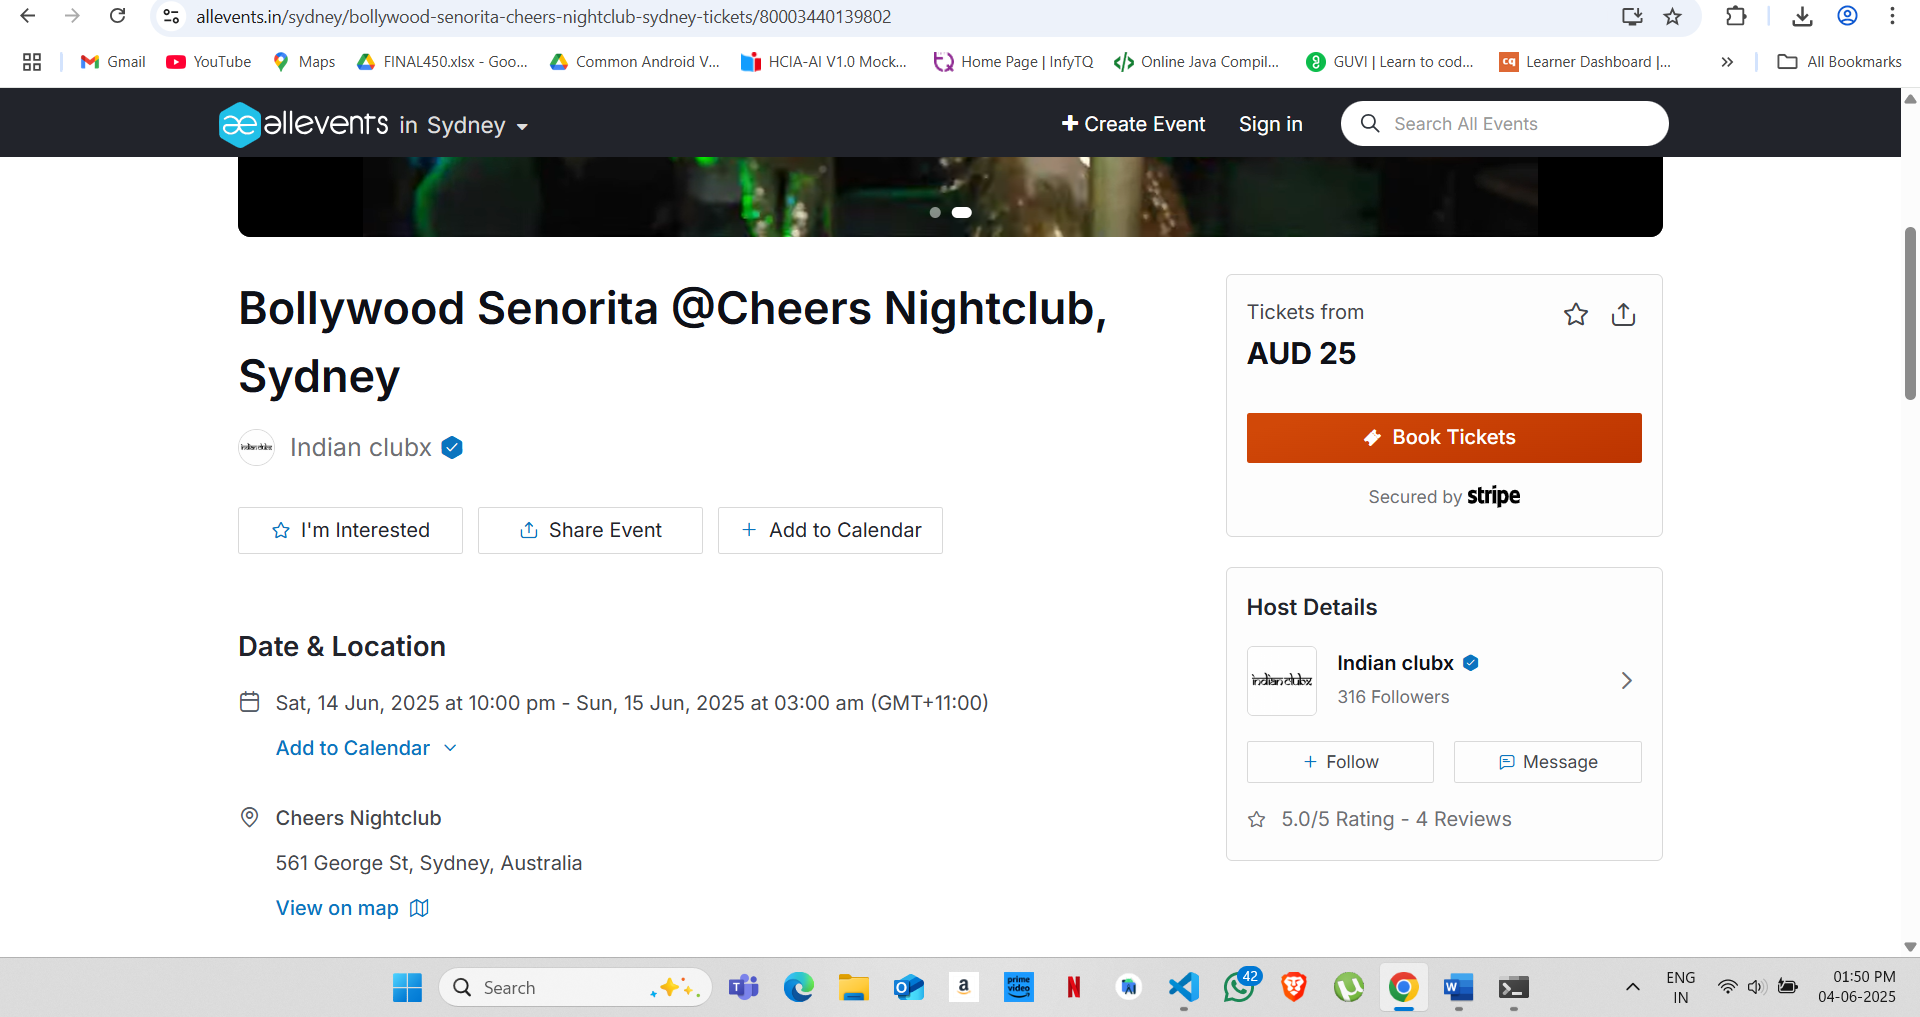 allevents.in/sydney/bollywood-senorita-cheers-nightclub-sydney-tickets/80003440139802
Gmail
YouTube
Maps
FINAL450.xlsx - Goo...
Common Android V...
HCIA-AI V1.0 Mock...
Home Page | InfyTQ
Online Java Compil...
GUVI | Learn to cod...
Learner Dashboard |...
All Bookmarks
allevents in Sydney
Create Event
Sign in
Search All Events
Bollywood Senorita @Cheers Nightclub,
Sydney
Indian clubx
I'm Interested
Share Event
Add to Calendar
Tickets from
AUD 25
Book Tickets
Secured by stripe
Date & Location
Sat, 14 Jun, 2025 at 10:00 pm - Sun, 15 Jun, 2025 at 03:00 am (GMT+11:00)
Add to Calendar
Cheers Nightclub
561 George St, Sydney, Australia
View on map
Host Details
indian clubx
Indian clubx
316 Followers
Follow
Message
5.0/5 Rating - 4 Reviews
Search
prime video
42
ENG
IN
01:50 PM
04-06-2025